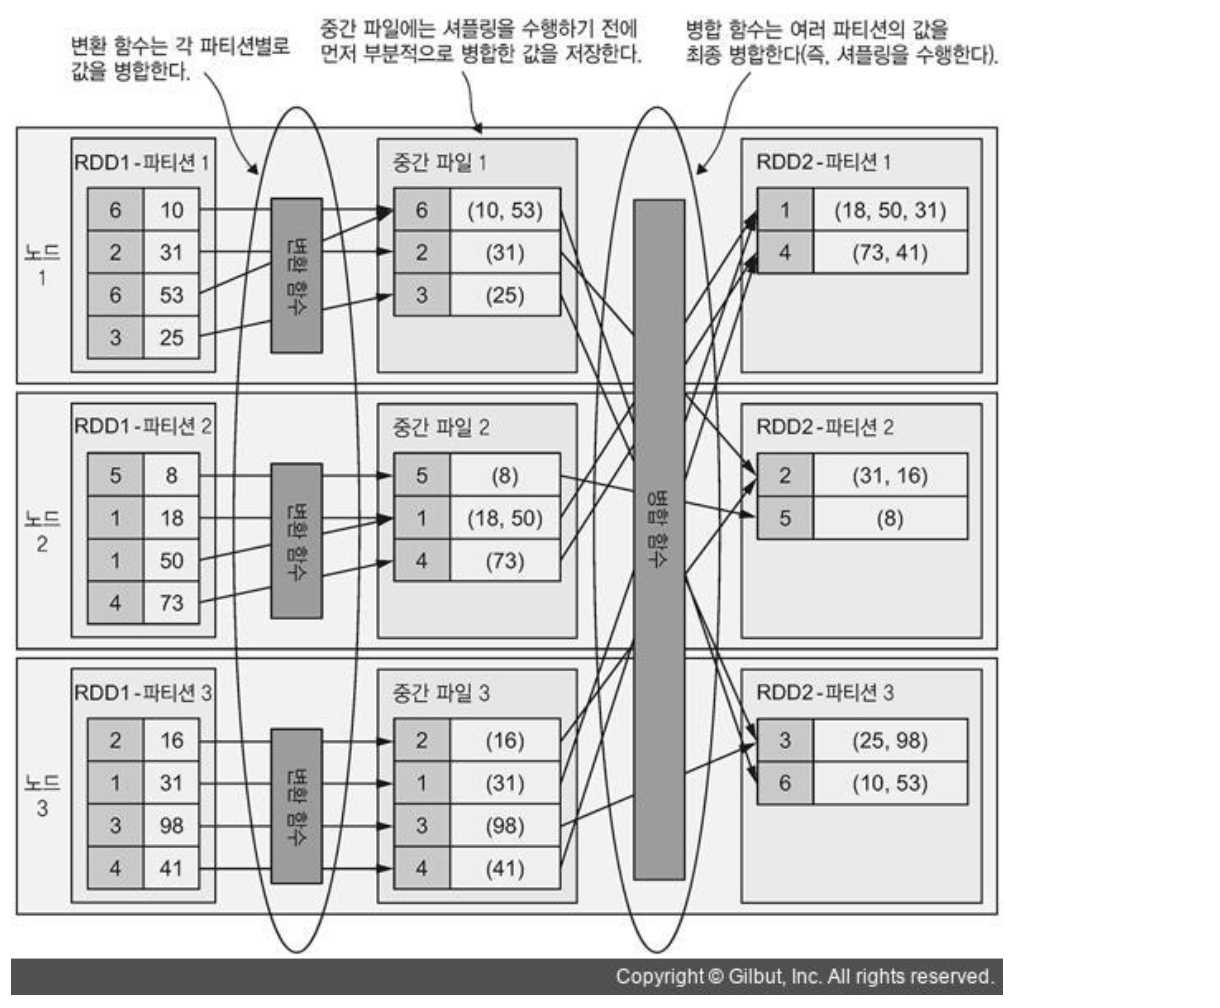 변환 함수는 각 파티션별로
값을 병합한다.
중간 파일에는 셔플링을 수행하기 전에
먼저 부분적으로 병합한 값을 저장한다.
병합 함수는 여러 파티션의 값을
최종 병합한다(즉, 셔플링을 수행한다).
노드
1
RDD1-파티션 1
6 10
2 31
6 53
3 25
변환 함수
중간 파일 1
6 (10, 53)
2 (31)
3 (25)
RDD2-파티션 1
1 (18, 50, 31)
4 (73, 41)
노드
2
RDD1-파티션 2
5 8
1 18
1 50
4 73
변환 함수
중간 파일 2
5 (8)
1 (18, 50)
4 (73)
병합 함수
RDD2-파티션 2
2 (31, 16)
5 (8)
노드
3
RDD1-파티션 3
2 16
1 31
3 98
4 41
변환 함수
중간 파일 3
2 (16)
1 (31)
3 (98)
4 (41)
RDD2-파티션 3
3 (25, 98)
6 (10, 53)
Copyright © Gilbut, Inc. All rights reserved.